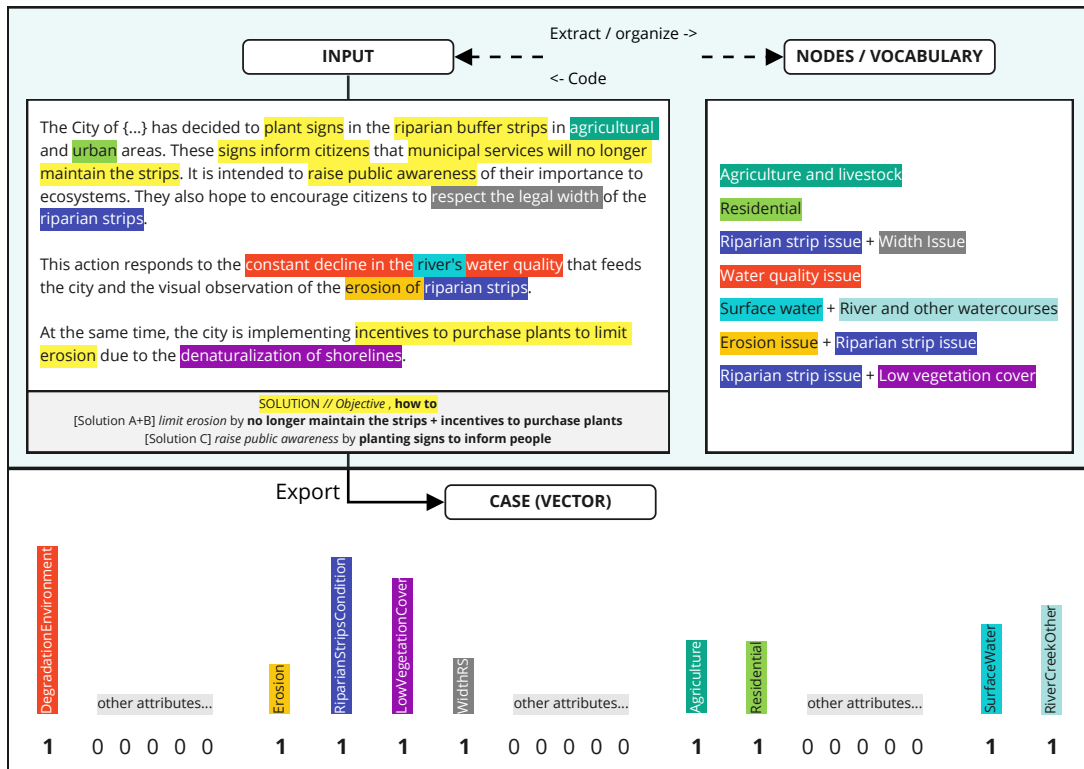 INPUT
Extract / organize ->
<- Code
NODES / VOCABULARY
The City of {...} has decided to plant signs in the riparian buffer strips in agricultural
and urban areas. These signs inform citizens that municipal services will no longer
maintain the strips. It is intended to raise public awareness of their importance to
ecosystems. They also hope to encourage citizens to respect the legal width of the
riparian strips.
This action responds to the constant decline in the river's water quality that feeds
the city and the visual observation of the erosion of riparian strips.
At the same time, the city is implementing incentives to purchase plants to limit
erosion due to the denaturalization of shorelines.
SOLUTION // Objective , how to
[Solution A+B] limit erosion by no longer maintain the strips + incentives to purchase plants
[Solution C] raise public awareness by planting signs to inform people
Agriculture and livestock
Residential
Riparian strip issue + Width Issue
Water quality issue
Surface water + River and other watercourses
Erosion issue + Riparian strip issue
Riparian strip issue + Low vegetation cover
Export
CASE (VECTOR)
DegradationEnvironment
other attributes...
Erosion
RiparianStripsCondition
LowVegetationCover
WidthRS
other attributes...
Agriculture
Residential
other attributes...
SurfaceWater
RiverCreekOther
1 0 0 0 0 0 1 1 1 1 0 0 0 0 0 1 1 0 0 0 0 0 1 1